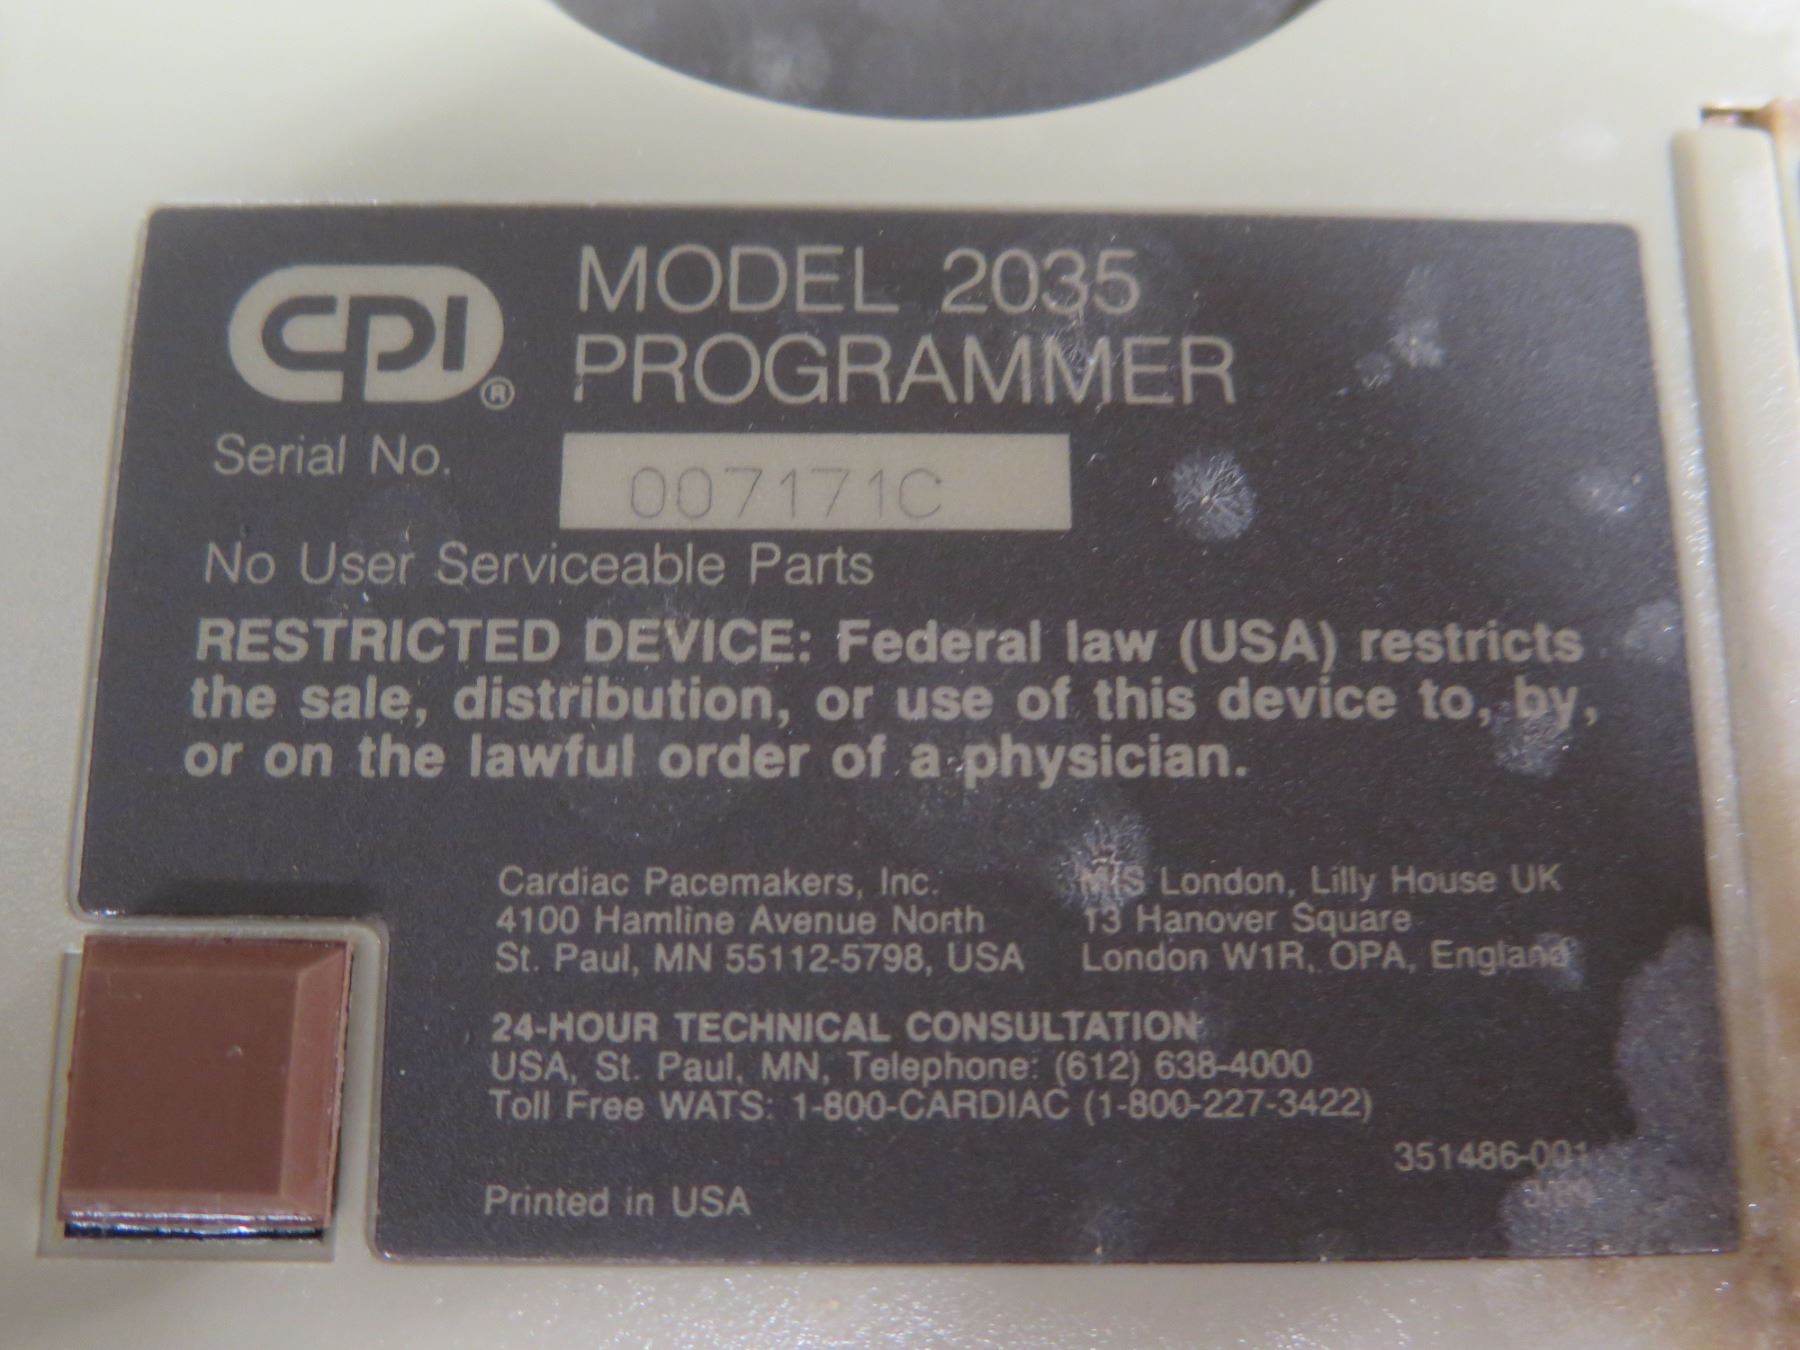 CPI®
MODEL 2035
PROGRAMMER
Serial No. 007171C
No User Serviceable Parts
RESTRICTED DEVICE: Federal law (USA) restricts
the sale, distribution, or use of this device to, by,
or on the lawful order of a physician.
Cardiac Pacemakers, Inc.
4100 Hamline Avenue North
St. Paul, MN 55112-5798, USA
London, Lilly House UK
13 Hanover Square
London W1R, OPA, England
24-HOUR TECHNICAL CONSULTATION
USA, St. Paul, MN, Telephone: (612) 638-4000
Toll Free WATS: 1-800-CARDIAC (1-800-227-3422)
351486-001
Printed in USA